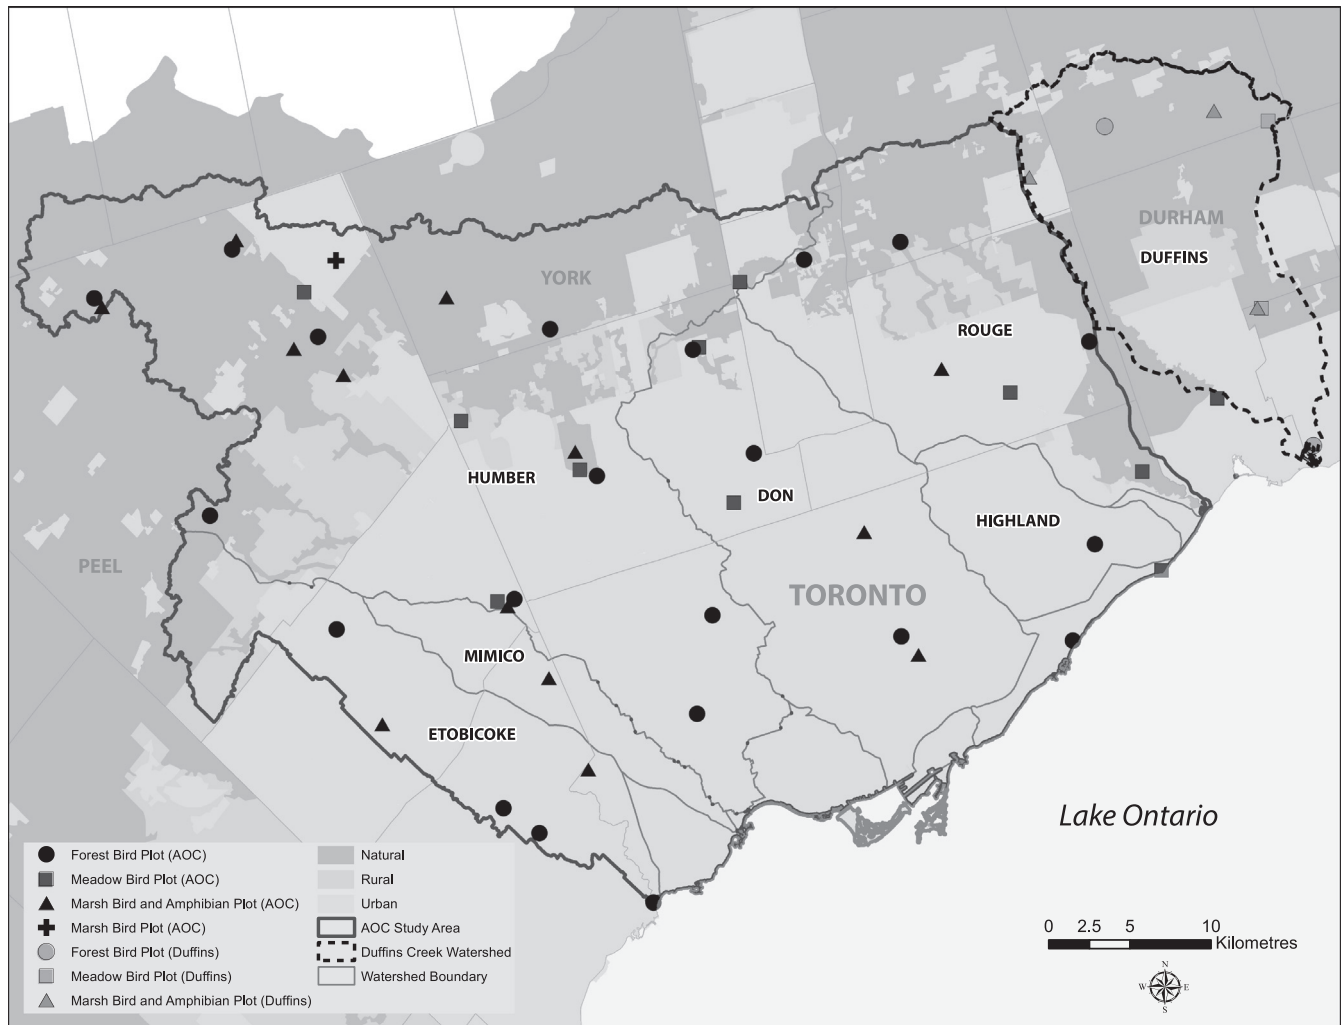 YORK
DURHAM
DUFFINS
ROUGE
HUMBER
DON
HIGHLAND
PEEL
TORONTO
MIMICO
ETOBICOKE
Lake Ontario
Forest Bird Plot (AOC)
Meadow Bird Plot (AOC)
Marsh Bird and Amphibian Plot (AOC)
Marsh Bird Plot (AOC)
Forest Bird Plot (Duffins)
Meadow Bird Plot (Duffins)
Marsh Bird and Amphibian Plot (Duffins)
Natural
Rural
Urban
AOC Study Area
Duffins Creek Watershed
Watershed Boundary
0 2.5 5 10
Kilometres
N
W E
S